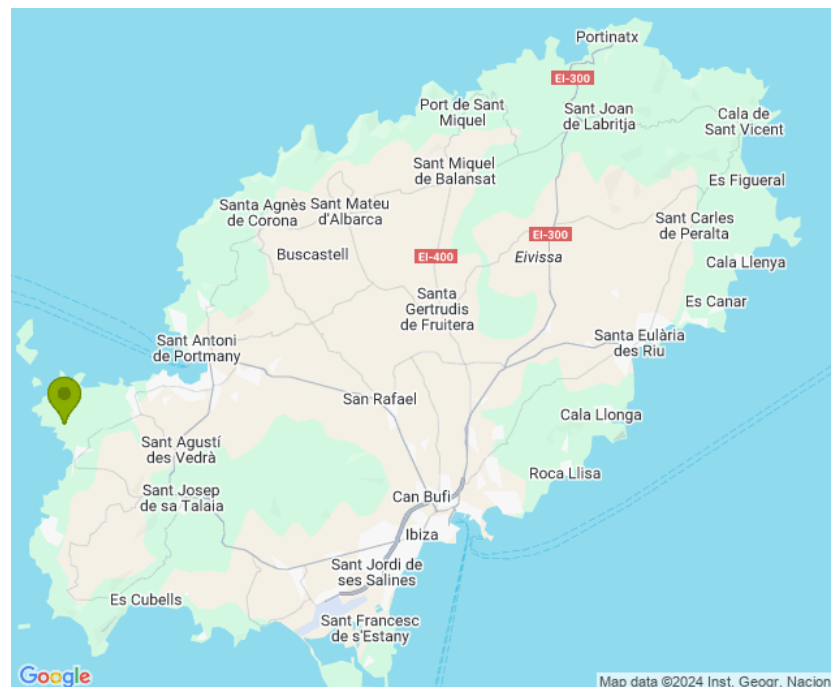 Portinatx
EI-300
Port de Sant
Miquel
Sant Joan
de Labritja
Cala de
Sant Vicent
Sant Miquel
de Balansat
Es Figueral
Santa Agnès
de Corona
Sant Mateu
d'Albarca
Sant Carles
de Peralta
EI-300
Buscastell
EI-400
Eivissa
Cala Llenya
Santa
Gertrudis
de Fruitera
Es Canar
Sant Antoni
de Portmany
Santa Eulària
des Riu
San Rafael
Cala Llonga
Sant Agustí
des Vedrà
Roca Llisa
Sant Josep
de sa Talaia
Can Bufi
Ibiza
Sant Jordi de
ses Salines
Es Cubells
Sant Francesc
de s'Estany
Google
Map data ©2024 Inst. Geogr. Nacion